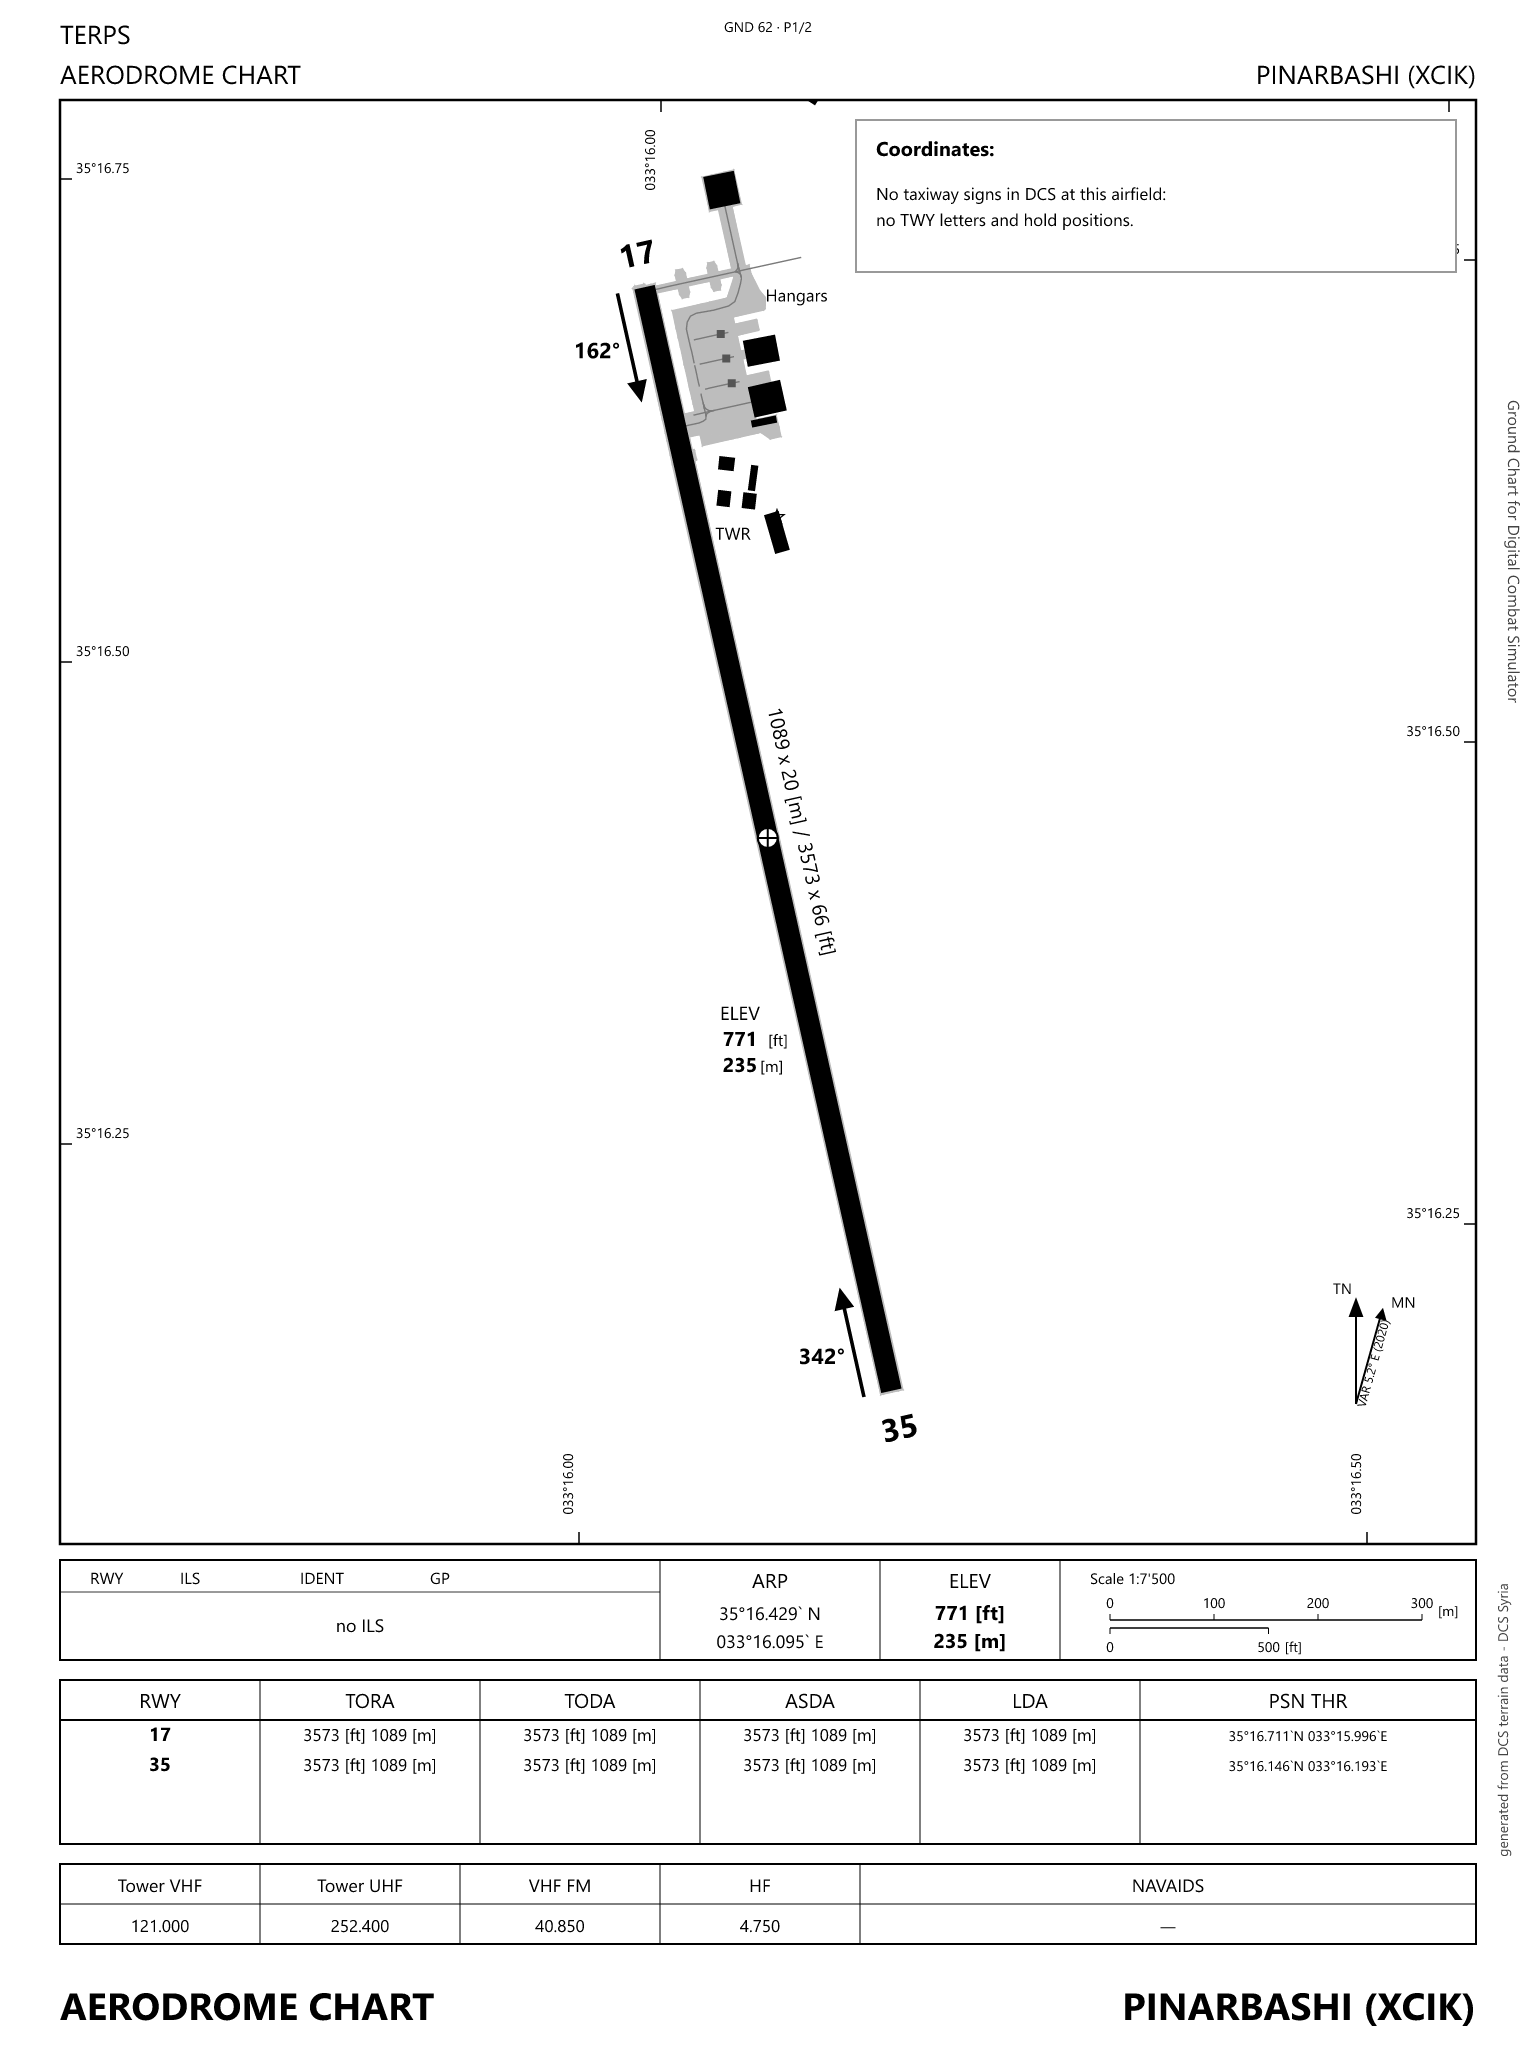 TERPS
GND 62 · P1/2
AERODROME CHART
PINARBASHI (XCIK)
033°16.00
35°16.75
Coordinates:
No taxiway signs in DCS at this airfield:
no TWY letters and hold positions.
17
Hangars
162°
TWR
35°16.50
35°16.50
1089 x 20 [m] / 3573 x 66 [ft]
ELEV
771 [ft]
235 [m]
35°16.25
35°16.25
TN
MN
VAR 5.2° E (2020)
342°
35
033°16.00
033°16.50
Ground Chart for Digital Combat Simulator
RWY ILS IDENT GP
no ILS
ARP
35°16.429` N
033°16.095` E
ELEV
771 [ft]
235 [m]
Scale 1:7'500
0 100 200 300 [m]
0 500 [ft]
RWY TORA TODA ASDA LDA PSN THR
17 3573 [ft] 1089 [m] 3573 [ft] 1089 [m] 3573 [ft] 1089 [m] 3573 [ft] 1089 [m] 35°16.711`N 033°15.996`E
35 3573 [ft] 1089 [m] 3573 [ft] 1089 [m] 3573 [ft] 1089 [m] 3573 [ft] 1089 [m] 35°16.146`N 033°16.193`E
generated from DCS terrain data - DCS Syria
Tower VHF Tower UHF VHF FM HF NAVAIDS
121.000 252.400 40.850 4.750 —
AERODROME CHART
PINARBASHI (XCIK)